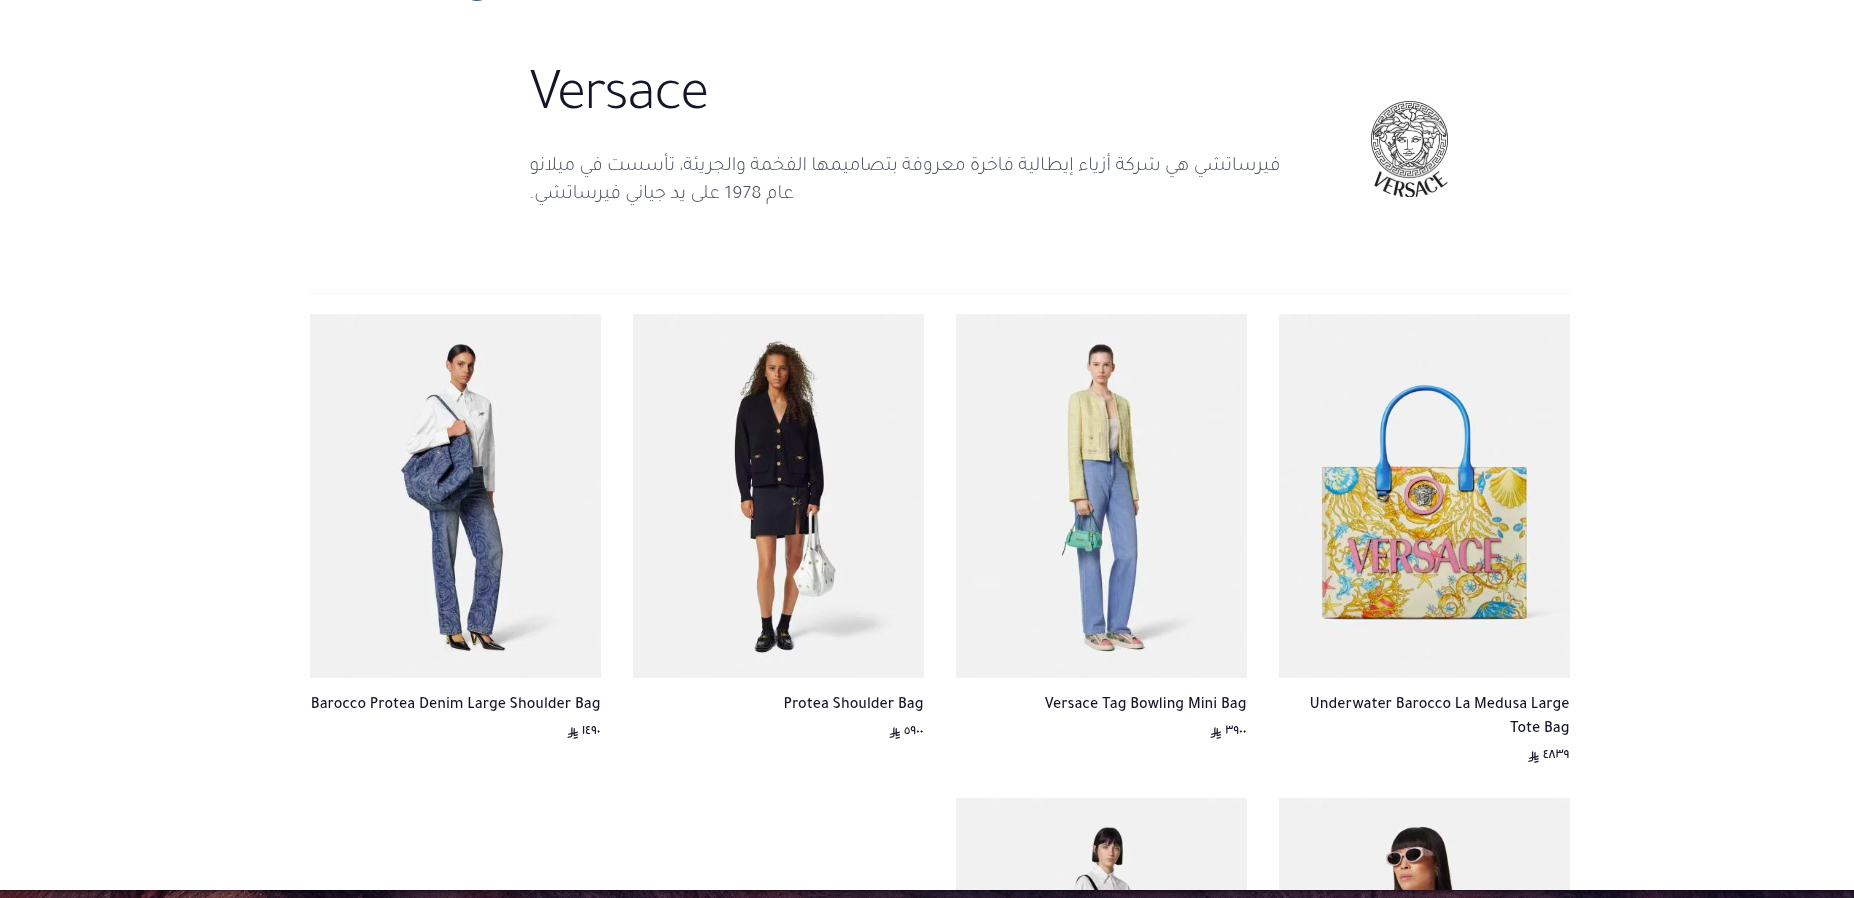 Versace
VERSACE
فيرساتشي هي شركة أزياء إيطالية فاخرة معروفة بتصاميمها الفخمة والجريئة، تأسست في ميلانو
عام 1978 على يد جياني فيرساتشي.
VERSACE
Underwater Barocco La Medusa Large
Tote Bag
٤٨٣٩
Versace Tag Bowling Mini Bag
٣٩٠٠
Protea Shoulder Bag
٥٩٠٠
Barocco Protea Denim Large Shoulder Bag
١٤٩٠